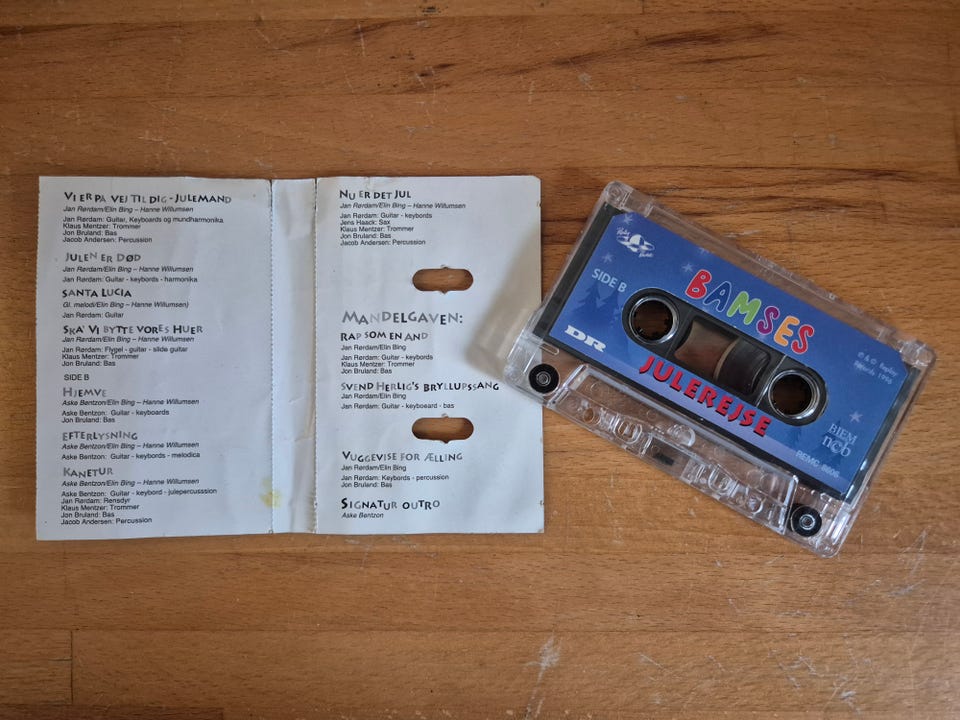 VI ER PÅ VEJ TIL DIG - JULEMAND
Jan Rørdam/Elin Bing – Hanne Willumsen
Jan Rørdam: Guitar, Keyboards og mundharmonika
Klaus Mentzer: Trommer
Jon Bruland: Bas
Jacob Andersen: Percussion
JULEN ER DØD
Jan Rørdam/Elin Bing – Hanne Willumsen
Jan Rørdam: Guitar - keybords - harmonika
SANTA LUCIA
Gl. melodi/Elin Bing – Hanne Willumsen)
Jan Rørdam: Guitar
SKA' VI BYTTE VORES HUER
Jan Rørdam/Elin Bing – Hanne Willumsen
Jan Rørdam: Flygel - guitar - slide guitar
Klaus Mentzer: Trommer
Jon Bruland: Bas
SIDE B
HJEMVE
Aske Bentzon/Elin Bing – Hanne Willumsen
Aske Bentzon: Guitar - keyboards
Jon Bruland: Bas
EFTERLYSNING
Aske Bentzon/Elin Bing – Hanne Willumsen
Aske Bentzon: Guitar - keybords - melodica
KANETUR
Aske Bentzon/Elin Bing – Hanne Willumsen
Aske Bentzon: Guitar - keybord - julepercusssion
Jan Rørdam: Rensdyr
Klaus Mentzer: Trommer
Jon Bruland: Bas
Jacob Andersen: Percussion
NU ER DET JUL
Jan Rørdam/Elin Bing – Hanne Willumsen
Jan Rørdam: Guitar - keybords
Jens Haack: Sax
Klaus Mentzer: Trommer
Jon Bruland: Bas
Jacob Andersen: Percussion
MANDELGAVEN:
RAP SOM EN AND
Jan Rørdam/Elin Bing
Jan Rørdam: Guitar - keybords
Klaus Mentzer: Trommer
Jon Bruland: Bas
SVEND HERLIG'S BRYLLUPSSANG
Jan Rørdam/Elin Bing
Jan Rørdam: Guitar - keyboeard - bas
VUGGEVISE FOR ÆLLING
Jan Rørdam/Elin Bing
Jan Rørdam: Keybords - percussion
Jon Bruland: Bas
SIGNATUR OUTRO
Aske Bentzon
SIDE B
BAMSES
JULEREJSE
DR
Records 1996
BIEM
ncb
REMC-8606